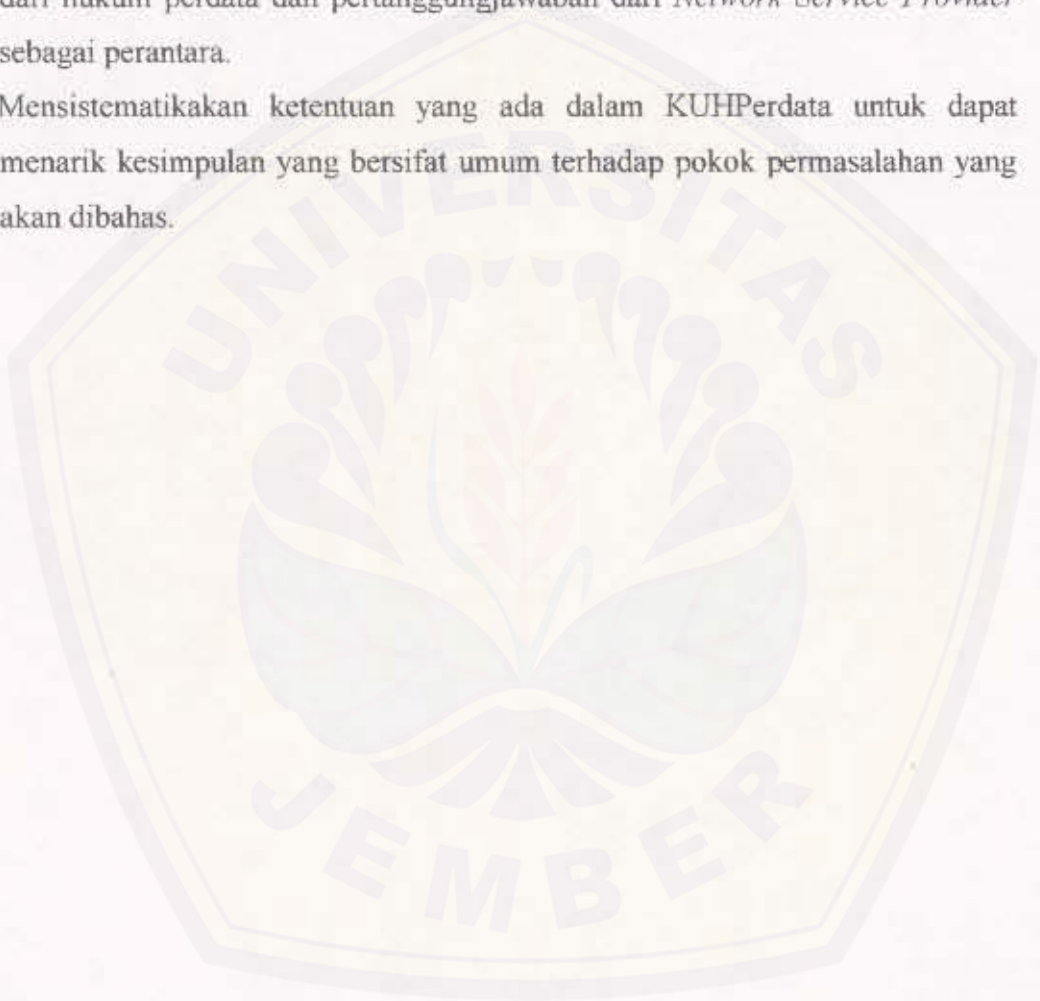 dari hukum perdata dan pertanggungjawaban dari Network Service Provider
sebagai perantara.
Mensistematikakan ketentuan yang ada dalam KUHPerdata untuk dapat
menarik kesimpulan yang bersifat umum terhadap pokok permasalahan yang
akan dibahas.
UNIVERSITAS
JEMBER